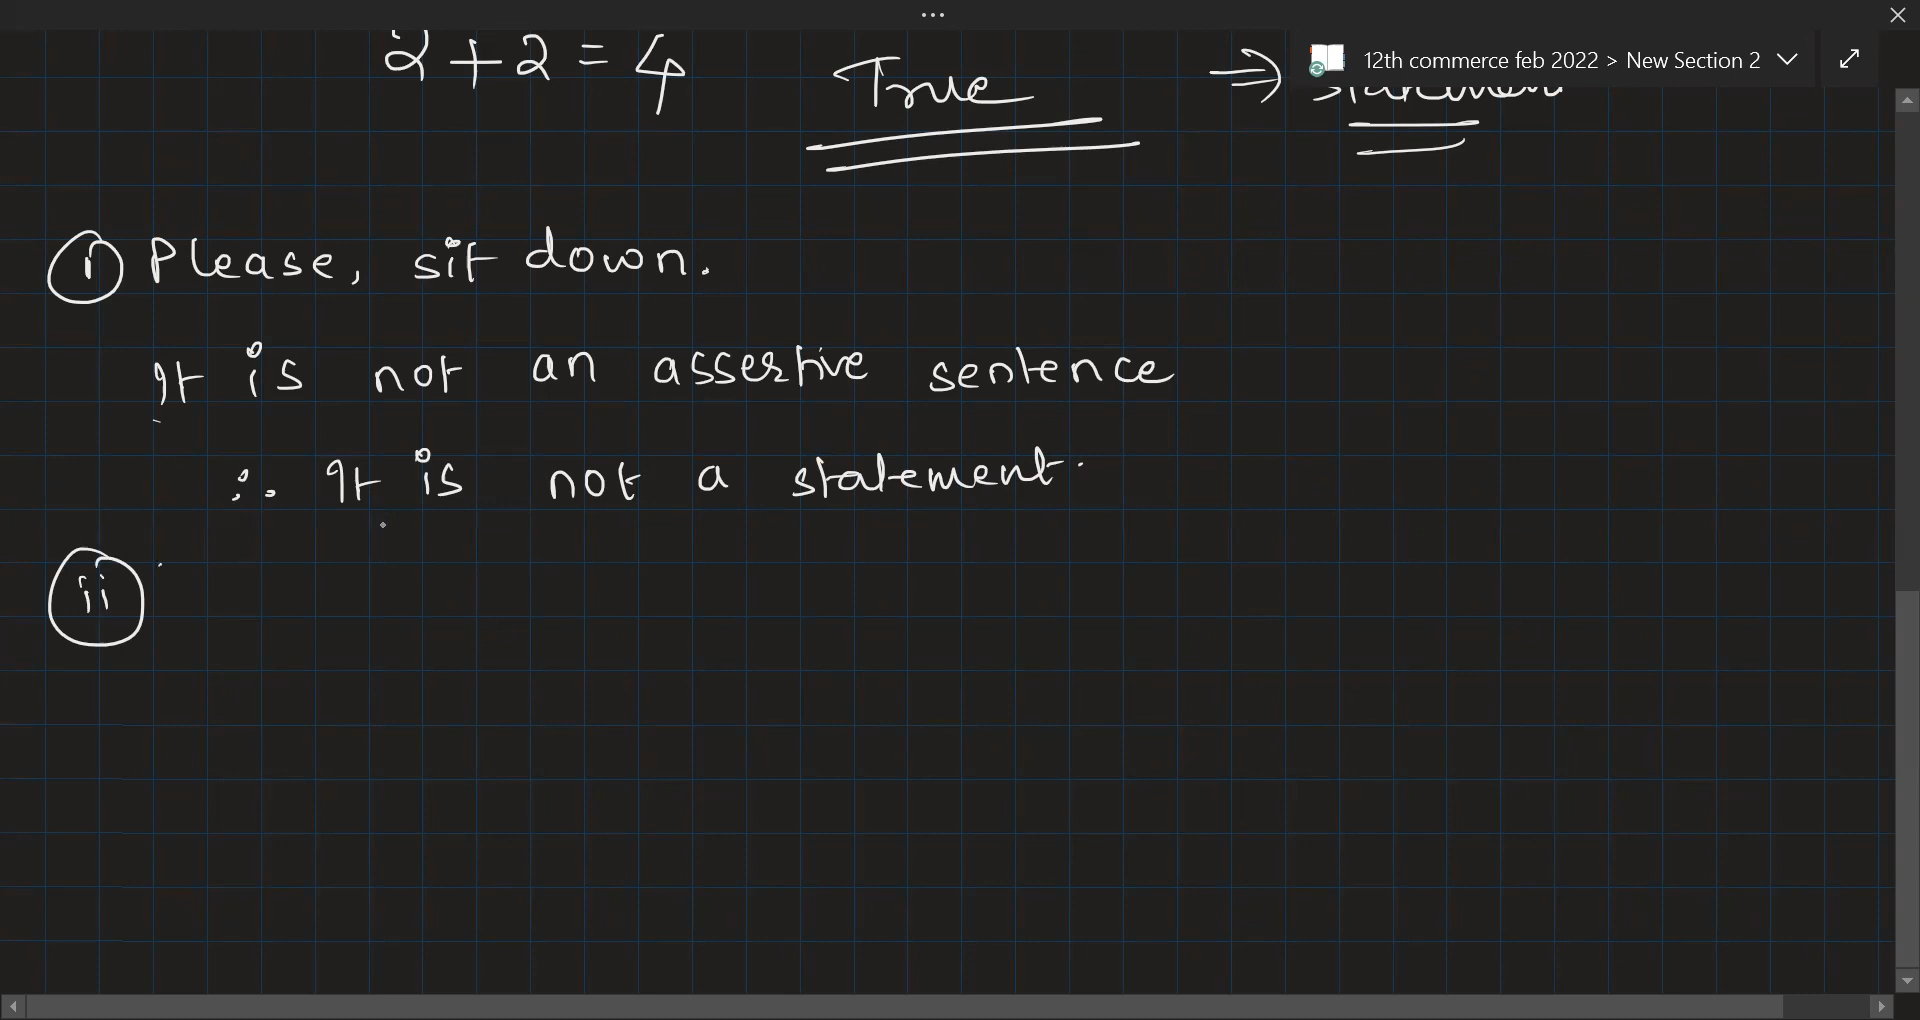 12th commerce feb 2022 > New Section 2
2 + 2 = 4 True ⇒ statement
i Please, sit down.
It is not an assertive sentence
∴ It is not a statement.
ii